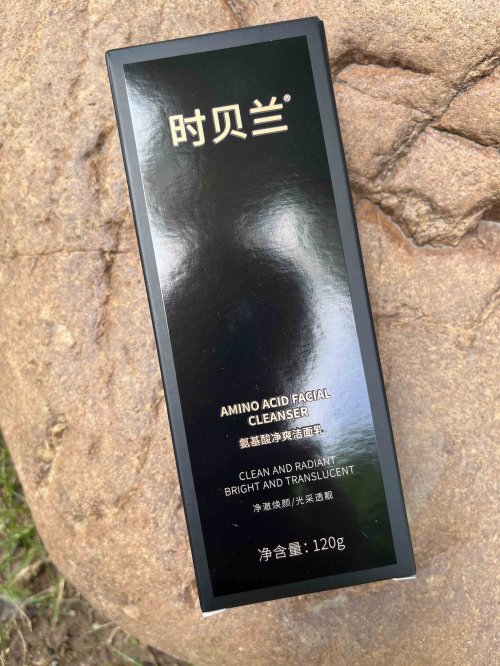 时贝兰®
AMINO ACID FACIAL
CLEANSER
氨基酸净爽洁面乳
CLEAN AND RADIANT
BRIGHT AND TRANSLUCENT
净澈焕颜/光采透靓
净含量：120g